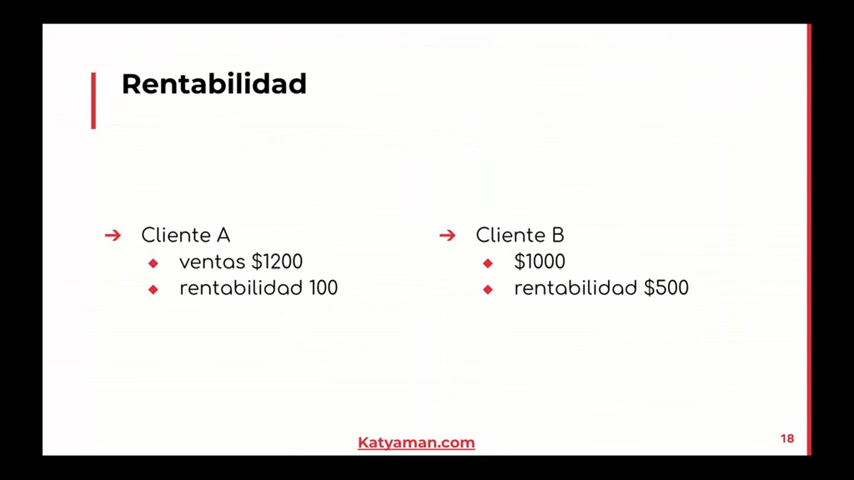 Rentabilidad
➔ Cliente A
◆ ventas $1200
◆ rentabilidad 100
➔ Cliente B
◆ $1000
◆ rentabilidad $500
Katyaman.com
18